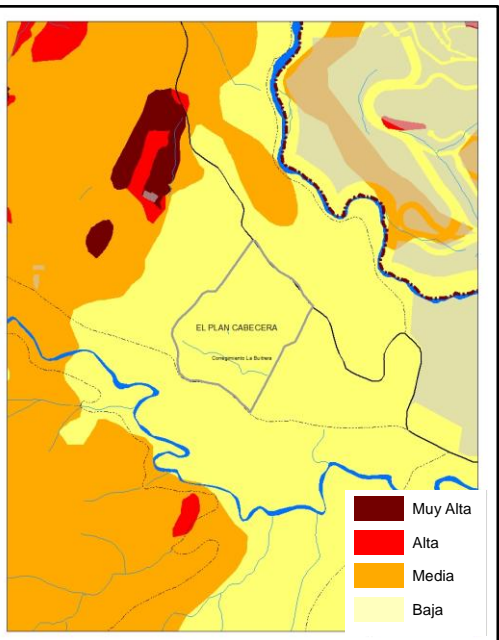 EL PLAN CABECERA
Corregimiento La Buitrera
Muy Alta
Alta
Media
Baja